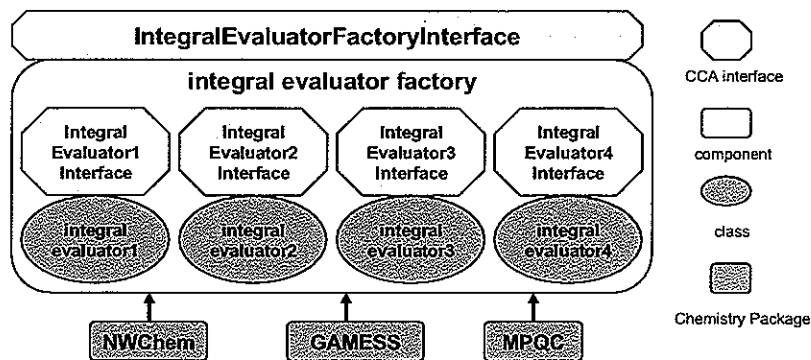 IntegralEvaluatorFactoryInterface
integral evaluator factory
Integral
Evaluator1
Interface
Integral
Evaluator2
Interface
Integral
Evaluator3
Interface
Integral
Evaluator4
Interface
integral
evaluator1
integral
evaluator2
integral
evaluator3
integral
evaluator4
NWChem
GAMESS
MPQC
CCA interface
component
class
Chemistry Package